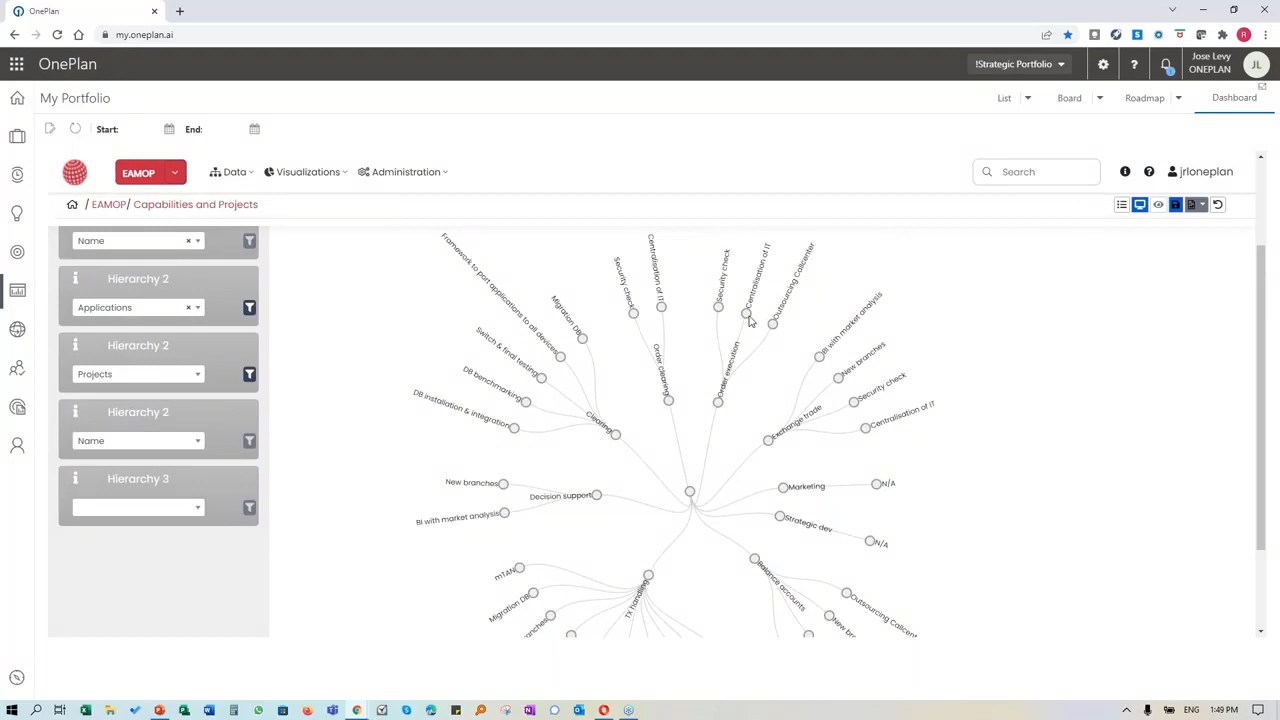 OnePlan
my.oneplan.ai
OnePlan
!Strategic Portfolio
Jose Levy
ONEPLAN
JL
My Portfolio
List
Board
Roadmap
Dashboard
Start:
End:
EAMOP
Data
Visualizations
Administration
Search
jrloneplan
/ EAMOP/ Capabilities and Projects
Name
Hierarchy 2
Applications
Hierarchy 2
Projects
Hierarchy 2
Name
Hierarchy 3
Framework to port applications to all devices
Migration DB
Switch & final testing
DB benchmarking
DB installation & integration
Clearing
Security check
Centralisation of IT
Order clearing
Security check
Centralisation of IT
Outsourcing Callcenter
Order execution
BI with market analysis
New branches
Security check
Centralisation of IT
Exchange trade
Marketing
N/A
Strategic dev
N/A
New branches
Decision support
BI with market analysis
mTAN
Migration DB
TX handling
Balance accounts
Outsourcing Callcenter
ENG
1:49 PM